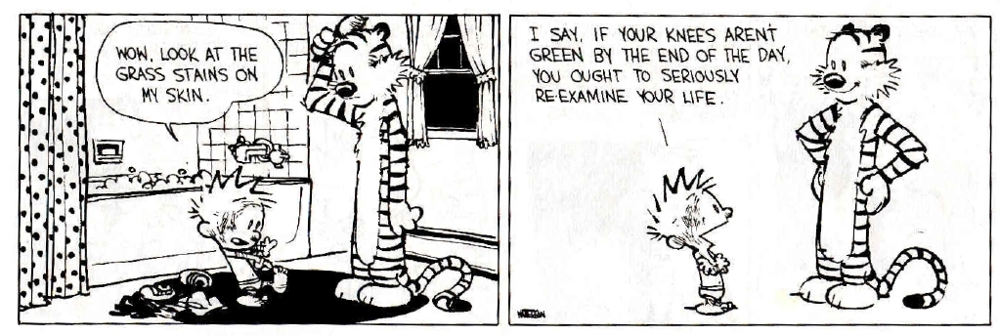 WOW, LOOK AT THE
GRASS STAINS ON
MY SKIN.
I SAY, IF YOUR KNEES AREN'T
GREEN BY THE END OF THE DAY,
YOU OUGHT TO SERIOUSLY
RE-EXAMINE YOUR LIFE.